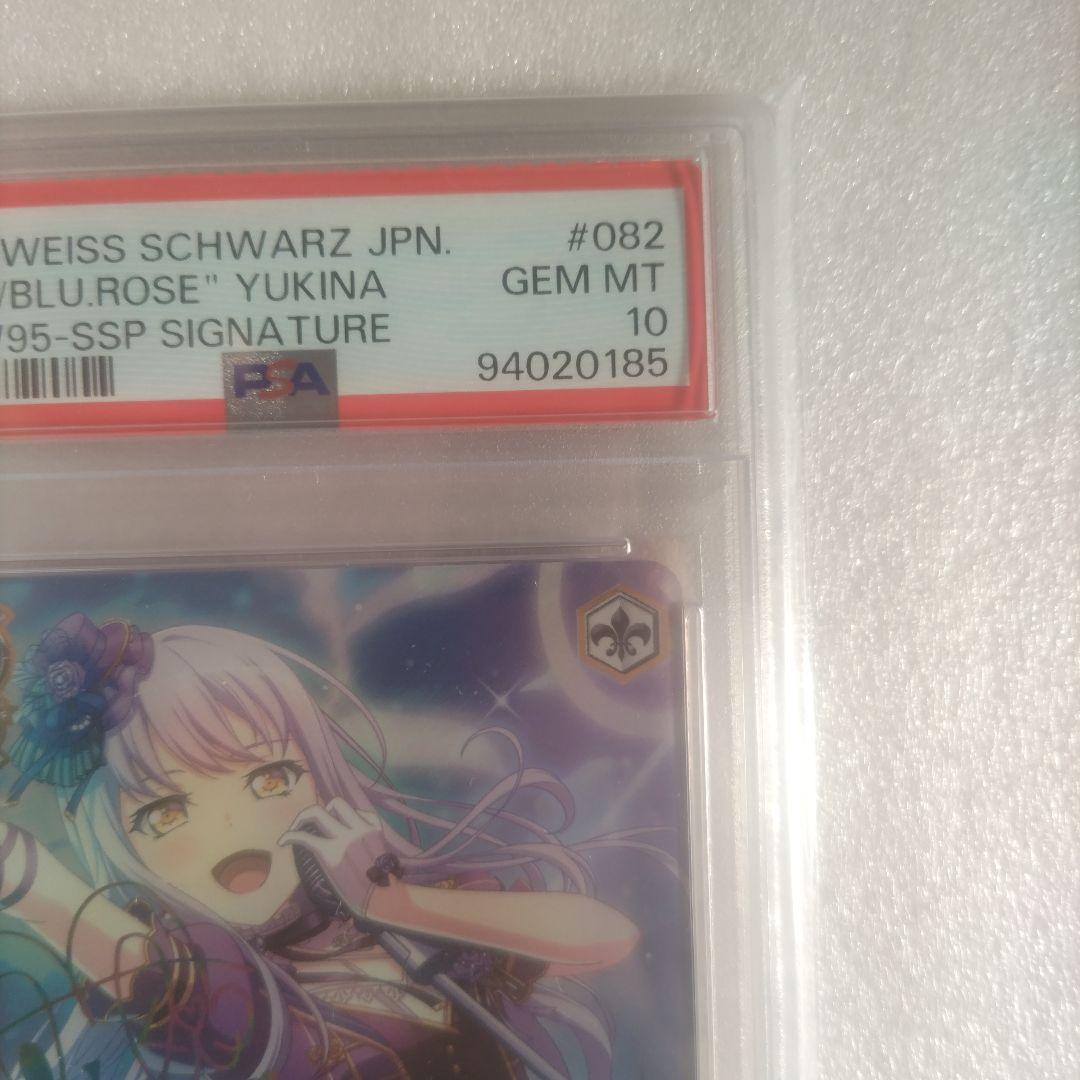 WEISS SCHWARZ JPN. #082
/BLU.ROSE" YUKINA GEM MT
/95-SSP SIGNATURE 10
PSA 94020185